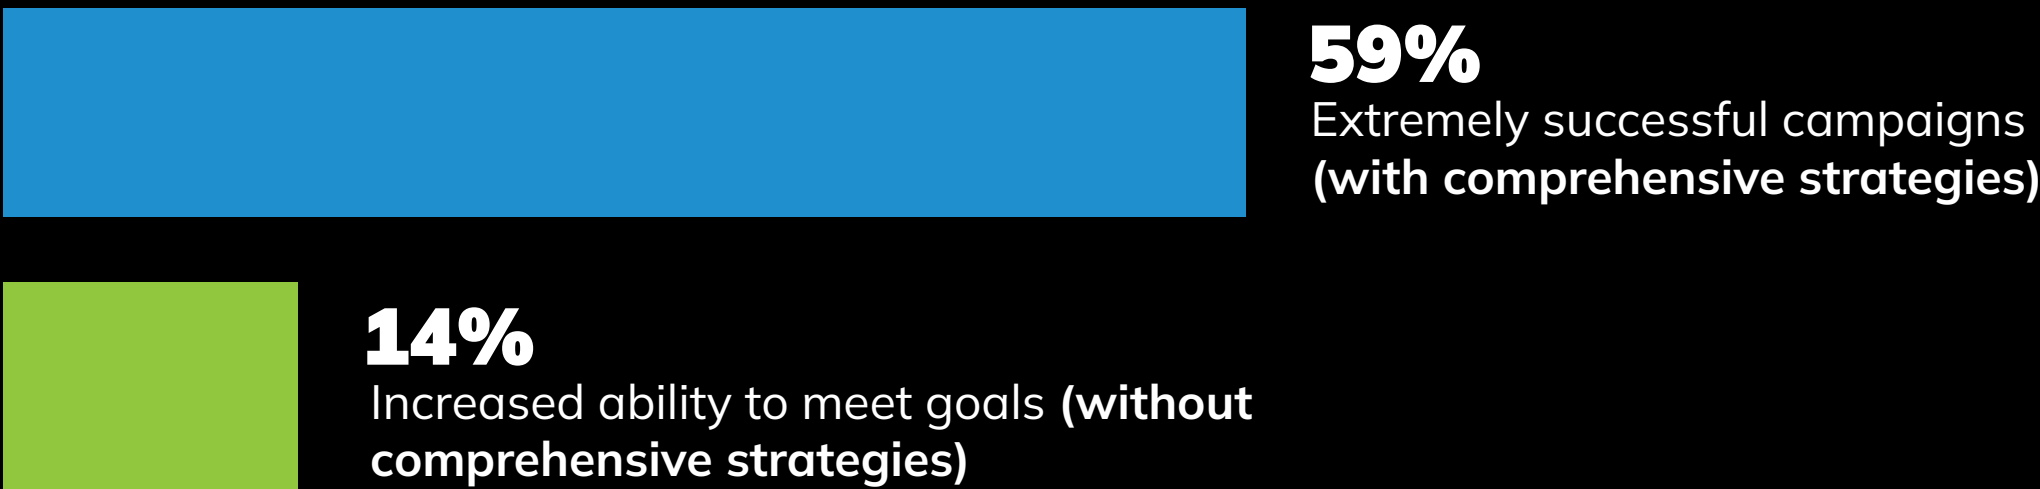 59%
Extremely successful campaigns
(with comprehensive strategies)
14%
Increased ability to meet goals (without
comprehensive strategies)